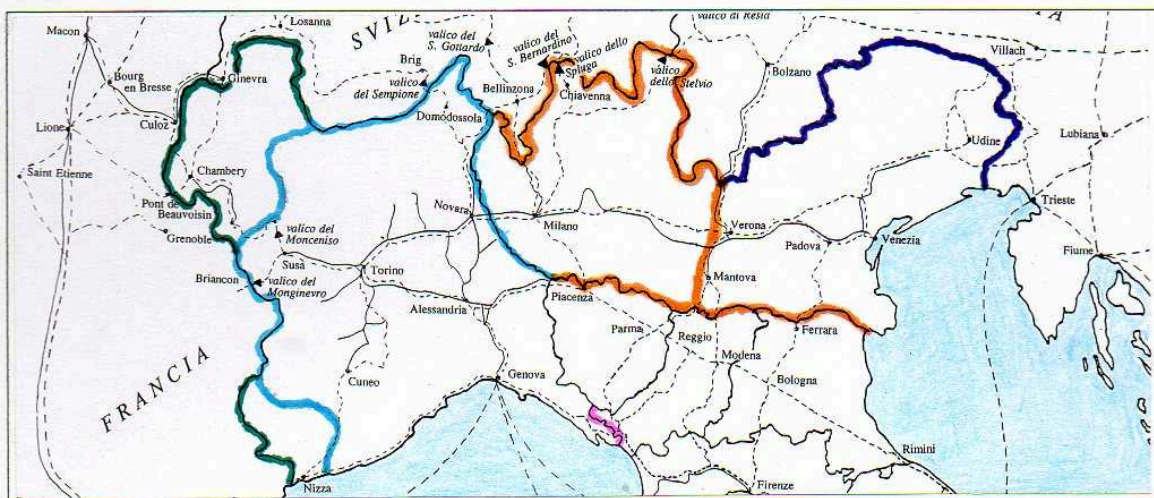 Losanna
SVIZ
valico di Resia
Macon
valico del
S. Gottardo
valico del
S. Bernardino
valico dello
Spluga
Villach
Bourg
en Bresse
Ginevra
Brig
valico
del Sempione
Bellinzona
Chiavenna
valico
dello Stelvio
Bolzano
Lione
Culoz
Domodossola
Udine
Lubiana
Saint Etienne
Chambery
Pont de
Beauvoisin
Grenoble
valico del
Monceniso
Novara
Milano
Verona
Padova
Venezia
Trieste
Fiume
Susa
Torino
Briancon
valico del
Monginevro
Piacenza
Mantova
Alessandria
Parma
Reggio
Ferrara
Modena
FRANCIA
Cuneo
Genova
Bologna
Rimini
Nizza
Firenze